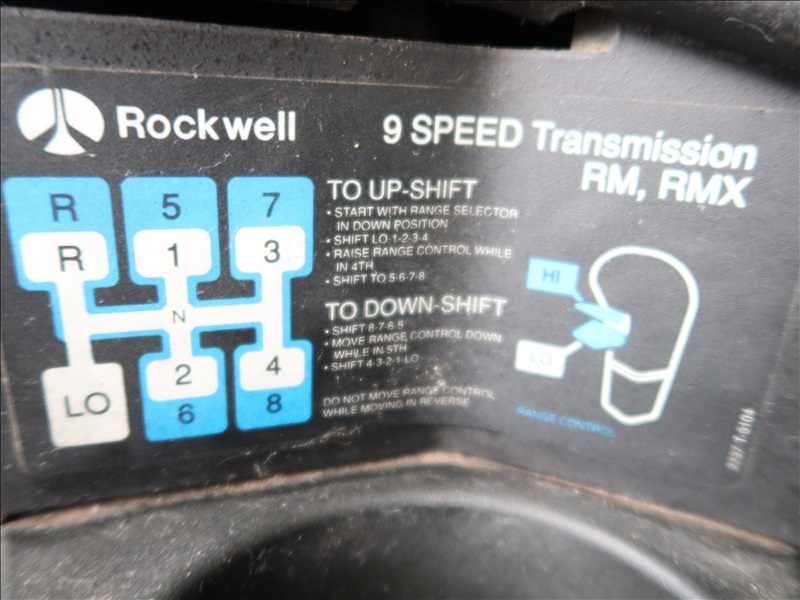 Rockwell
9 SPEED Transmission
RM, RMX
R 5 7
R 1 3
N
2 4
LO 6 8
TO UP-SHIFT
• START WITH RANGE SELECTOR
IN DOWN POSITION
• SHIFT LO-1-2-3-4
• RAISE RANGE CONTROL WHILE
IN 4TH
• SHIFT TO 5-6-7-8
TO DOWN-SHIFT
• SHIFT 8-7-6-5
• MOVE RANGE CONTROL DOWN
WHILE IN 5TH
• SHIFT 4-3-2-1-LO
DO NOT MOVE RANGE CONTROL
WHILE MOVING IN REVERSE
HI
LO
RANGE CONTROL